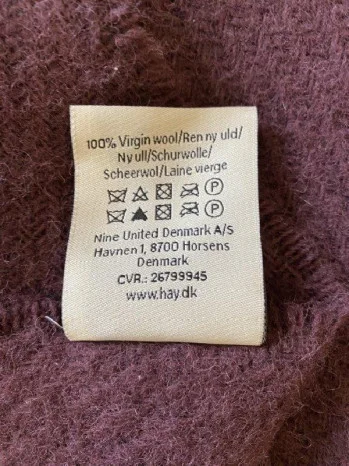 100% Virgin wool/Ren ny uld/
Ny ull/Schurwolle/
Scheerwol/Laine vierge
P
P
Nine United Denmark A/S
Havnen 1, 8700 Horsens
Denmark
CVR.: 26799945
www.hay.dk